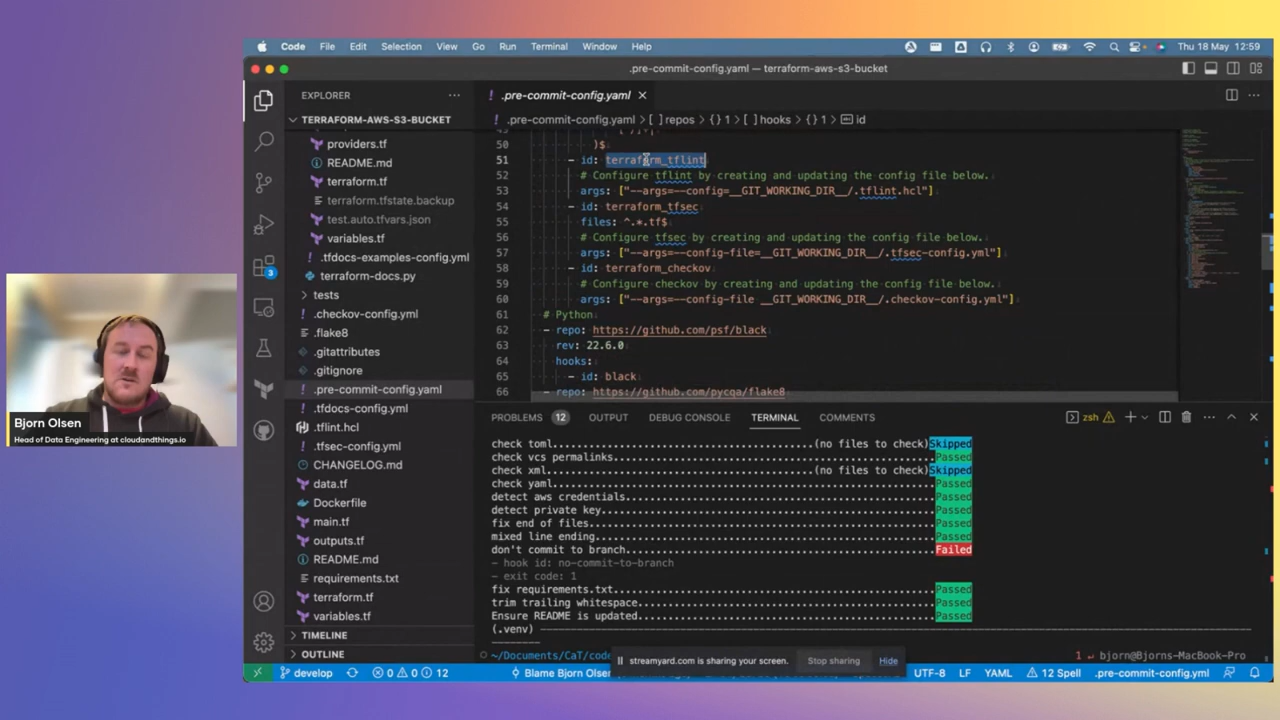 Code File Edit Selection View Go Run Terminal Window Help
Thu 18 May 12:59
.pre-commit-config.yaml — terraform-aws-s3-bucket
EXPLORER
TERRAFORM-AWS-S3-BUCKET
providers.tf
README.md
terraform.tf
terraform.tfstate.backup
test.auto.tfvars.json
variables.tf
.tfdocs-examples-config.yml
terraform-docs.py
tests
.checkov-config.yml
.flake8
.gitattributes
.gitignore
.pre-commit-config.yaml
.tfdocs-config.yml
.tflint.hcl
.tfsec-config.yml
CHANGELOG.md
data.tf
Dockerfile
main.tf
outputs.tf
README.md
requirements.txt
terraform.tf
variables.tf
TIMELINE
OUTLINE
3
.pre-commit-config.yaml
.pre-commit-config.yaml > [ ] repos > {} 1 > [ ] hooks > {} 1 > id
50 )$
51 - id: terraform_tflint
52 # Configure tflint by creating and updating the config file below.
53 args: ["--args=--config=__GIT_WORKING_DIR__/.tflint.hcl"]
54 - id: terraform_tfsec
55 files: ^.*.tf$
56 # Configure tfsec by creating and updating the config file below.
57 args: ["--args=--config-file=__GIT_WORKING_DIR__/.tfsec-config.yml"]
58 - id: terraform_checkov
59 # Configure checkov by creating and updating the config file below.
60 args: ["--args=--config-file __GIT_WORKING_DIR__/.checkov-config.yml"]
61 # Python
62 - repo: https://github.com/psf/black
63 rev: 22.6.0
64 hooks:
65 - id: black
66 - repo: https://github.com/pycqa/flake8
PROBLEMS 12 OUTPUT DEBUG CONSOLE TERMINAL COMMENTS
zsh
check toml....................................................(no files to check)Skipped
check vcs permalinks.....................................................Passed
check xml.....................................................(no files to check)Skipped
check yaml...............................................................Passed
detect aws credentials...................................................Passed
detect private key.......................................................Passed
fix end of files.........................................................Passed
mixed line ending........................................................Passed
don't commit to branch...................................................Failed
- hook id: no-commit-to-branch
- exit code: 1
fix requirements.txt.....................................................Passed
trim trailing whitespace.................................................Passed
Ensure README is updated.................................................Passed
(.venv)
~/Documents/CaT/code
1 ↵ bjorn@Bjorns-MacBook-Pro
streamyard.com is sharing your screen.
Stop sharing
Hide
develop
0 0 12
Blame Bjorn Olsen
UTF-8 LF YAML 12 Spell .pre-commit-config.yml
Bjorn Olsen
Head of Data Engineering at cloudandthings.io